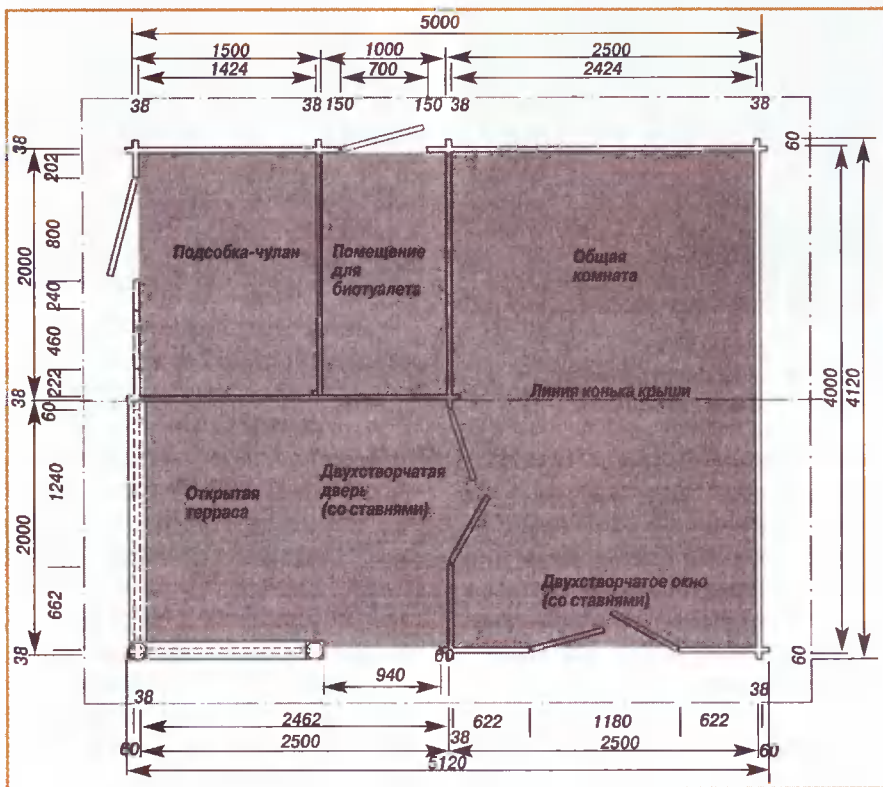 5000
1500 1000 2500
1424 700 2424
38 38 150 150 38 38
38
202
800
2000
240
460
222
38
60
1240
2000
662
38
60
4000
4120
60
Подсобка-чулан
Помещение
для
биотуалета
Общая
комната
Линия конька крыши
Открытая
терраса
Двухстворчатая
дверь
(со ставнями)
Двухстворчатое окно
(со ставнями)
60
940
38 38
2462 622 1180 622
38
60 2500 2500 60
5120